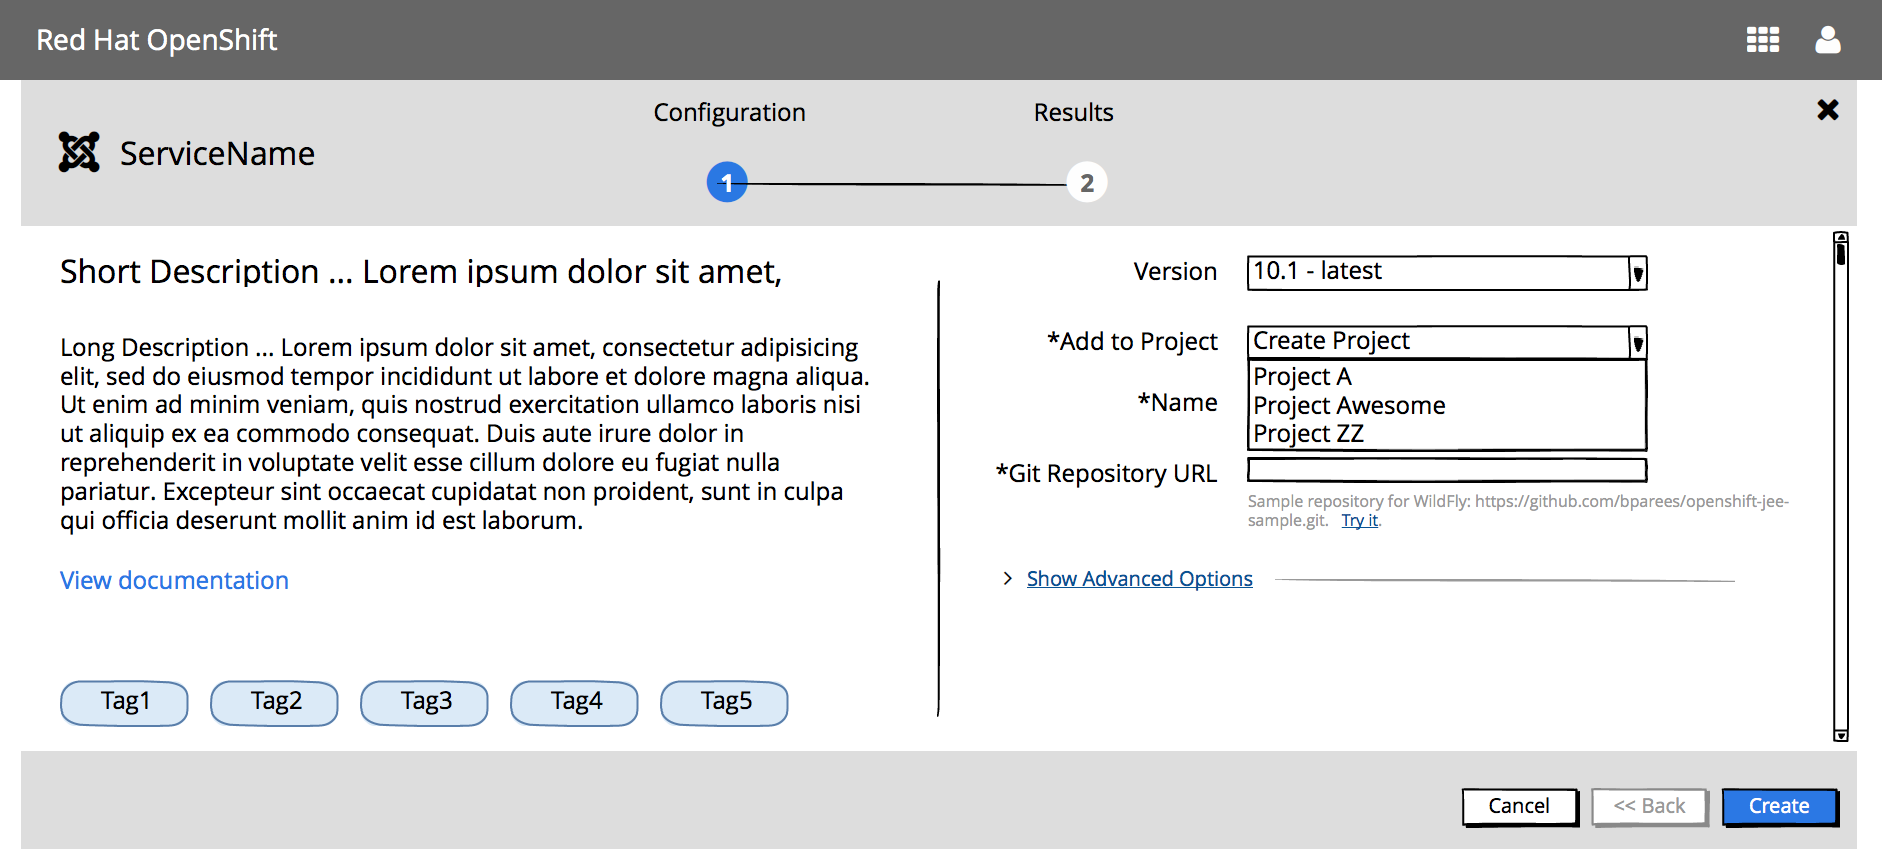 Red Hat OpenShift
Configuration
Results
ServiceName
1
2
Short Description ... Lorem ipsum dolor sit amet,
Long Description ... Lorem ipsum dolor sit amet, consectetur adipisicing
elit, sed do eiusmod tempor incididunt ut labore et dolore magna aliqua.
Ut enim ad minim veniam, quis nostrud exercitation ullamco laboris nisi
ut aliquip ex ea commodo consequat. Duis aute irure dolor in
reprehenderit in voluptate velit esse cillum dolore eu fugiat nulla
pariatur. Excepteur sint occaecat cupidatat non proident, sunt in culpa
qui officia deserunt mollit anim id est laborum.
View documentation
Tag1
Tag2
Tag3
Tag4
Tag5
Version
10.1 - latest
*Add to Project
Create Project
Project A
Project Awesome
Project ZZ
*Name
*Git Repository URL
Sample repository for WildFly: https://github.com/bparees/openshift-jee-
sample.git. Try it.
> Show Advanced Options
Cancel
<< Back
Create